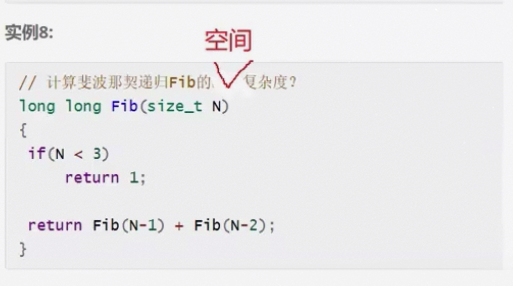 实例8:
空间
// 计算斐波那契递归Fib的 复杂度？
long long Fib(size_t N)
{
if(N < 3)
return 1;
return Fib(N-1) + Fib(N-2);
}